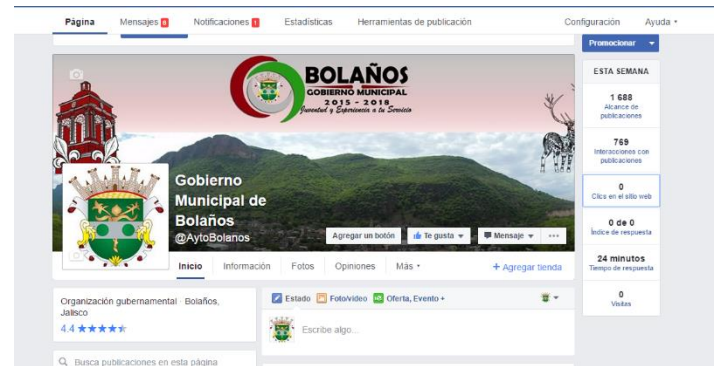 Página Mensajes 8 Notificaciones 1 Estadísticas Herramientas de publicación Configuración Ayuda
Promocionar
BOLAÑOS
GOBIERNO MUNICIPAL
2015 - 2018
Juventud y Experiencia a tu Servicio
Gobierno
Municipal de
Bolaños
@AytoBolanos
Agregar un botón Te gusta Mensaje
Inicio Información Fotos Opiniones Más + Agregar tienda
Organización gubernamental · Bolaños,
Jalisco
4.4
Busca publicaciones en esta página
Estado Foto/video Oferta, Evento +
Escribe algo...
ESTA SEMANA
1 688
Alcance de
publicaciones
769
Interacciones con
publicaciones
0
Clics en el sitio web
0 de 0
Índice de respuesta
24 minutos
Tiempo de respuesta
0
Visitas